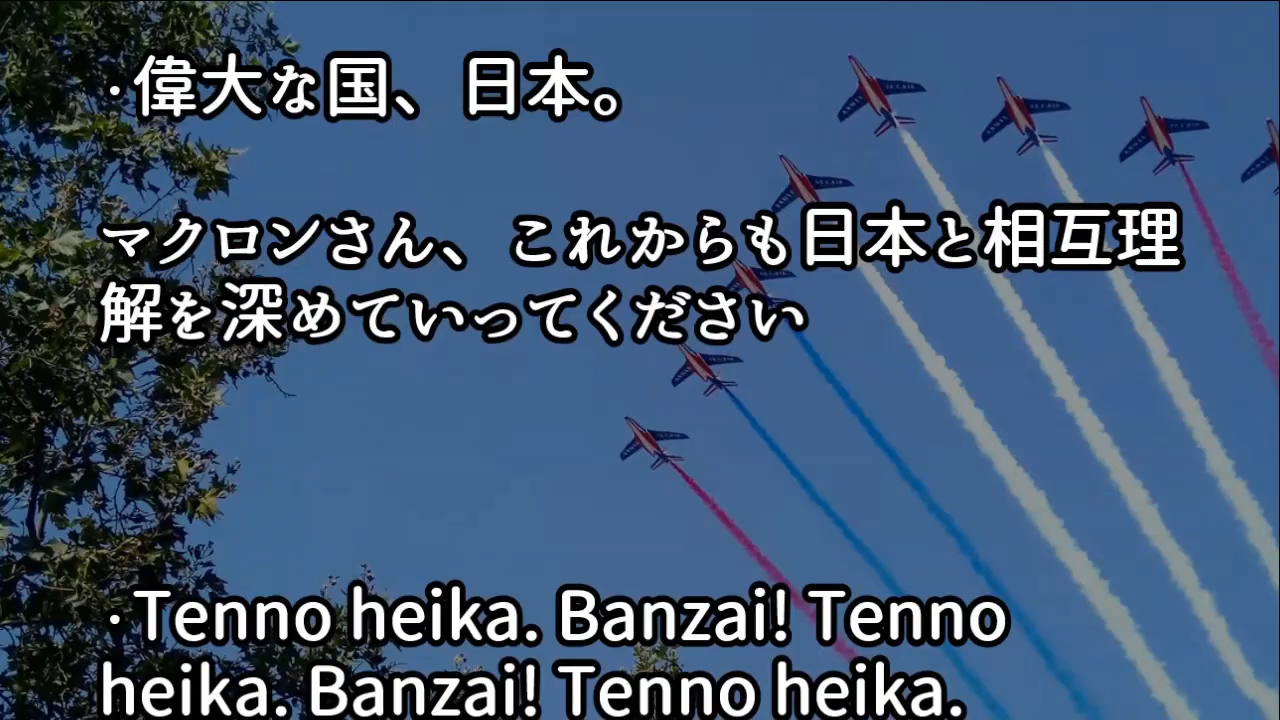 ·偉大な国、日本。
マクロンさん、これからも日本と相互理
解を深めていってください
·Tenno heika. Banzai! Tenno
heika. Banzai! Tenno heika.